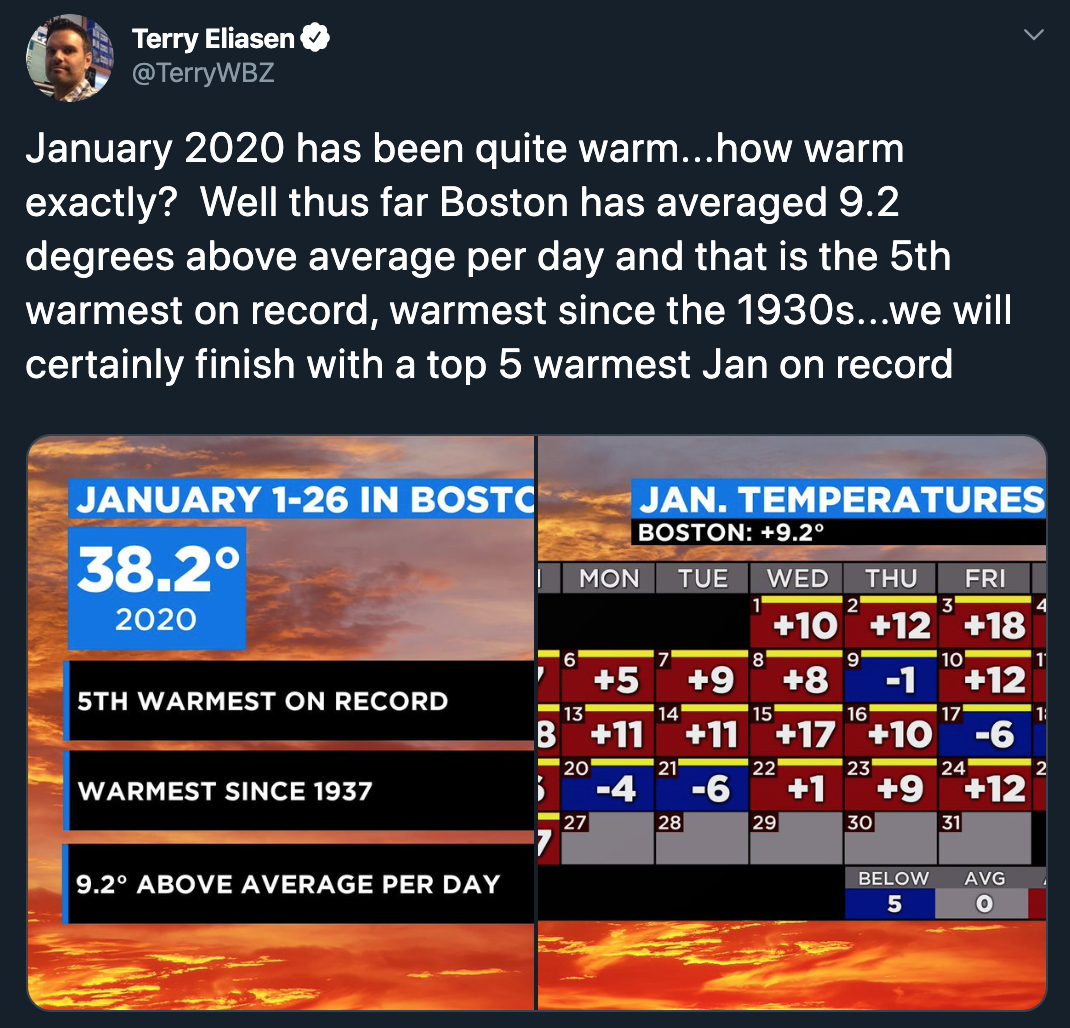 Terry Eliasen
@TerryWBZ
January 2020 has been quite warm...how warm
exactly?  Well thus far Boston has averaged 9.2
degrees above average per day and that is the 5th
warmest on record, warmest since the 1930s...we will
certainly finish with a top 5 warmest Jan on record
JANUARY 1-26 IN BOSTO
38.2°
2020
5TH WARMEST ON RECORD
WARMEST SINCE 1937
9.2° ABOVE AVERAGE PER DAY
JAN. TEMPERATURES
BOSTON: +9.2°
MON TUE WED THU FRI
1 +10 2 +12 3 +18 4
6 +5 7 +9 8 +8 9 -1 10 +12
8 13 +11 14 +11 15 +17 16 +10 17 -6
20 -4 21 -6 22 +1 23 +9 24 +12 2
7 27 28 29 30 31
BELOW AVG
5 0